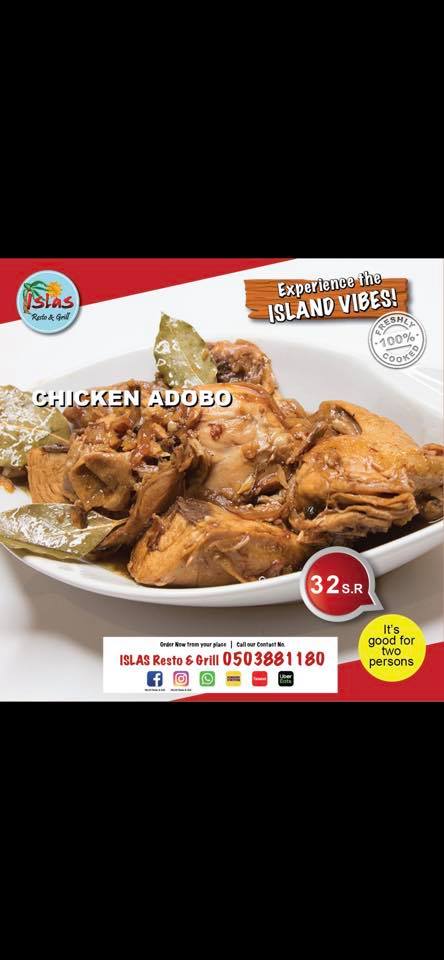 Islas
Resto & Grill
Experience the
ISLAND VIBES!
FRESHLY
100%
COOKED
CHICKEN ADOBO
32 S.R
It's
good for
two
persons
Order Now from your place | Call our Contact No.
ISLAS Resto & Grill 0503881180
Uber
Eats